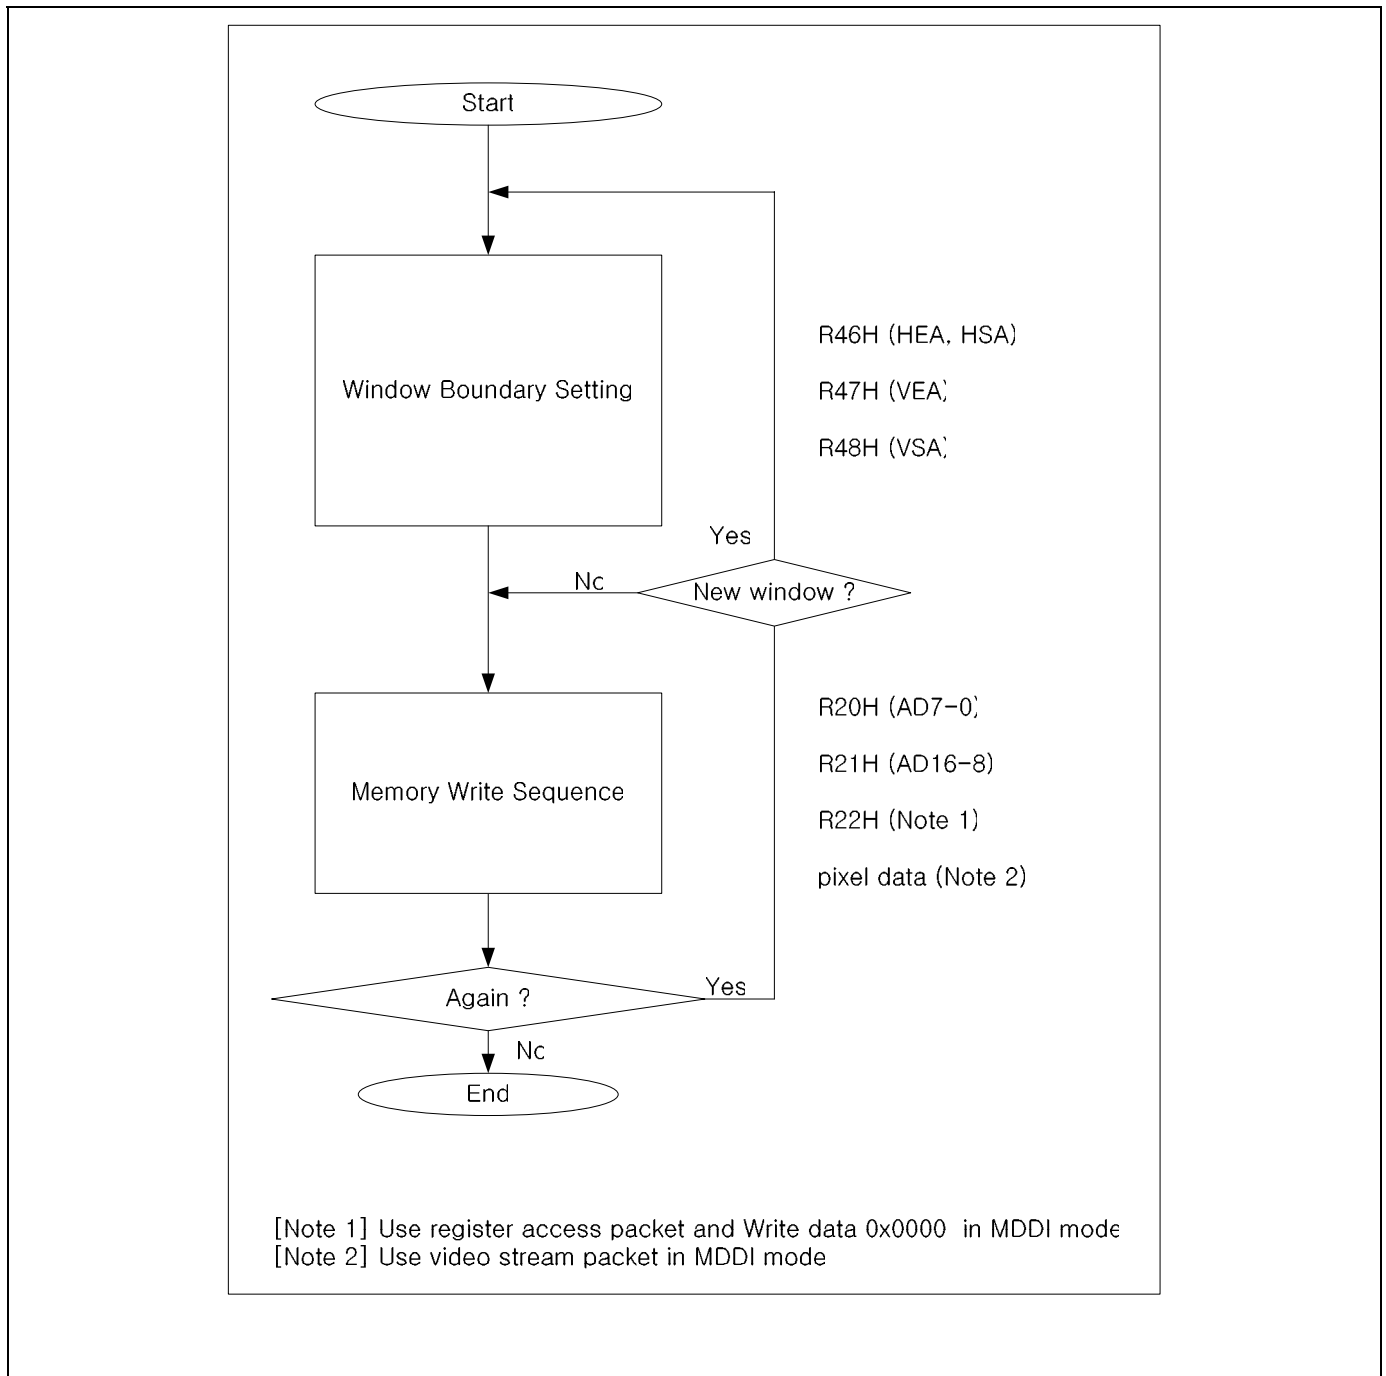 Start
Window Boundary Setting
R46H (HEA, HSA)
R47H (VEA)
R48H (VSA)
Yes
No
New window ?
Memory Write Sequence
R20H (AD7-0)
R21H (AD16-8)
R22H (Note 1)
pixel data (Note 2)
Again ?
Yes
No
End
[Note 1] Use register access packet and Write data 0x0000 in MDDI mode
[Note 2] Use video stream packet in MDDI mode